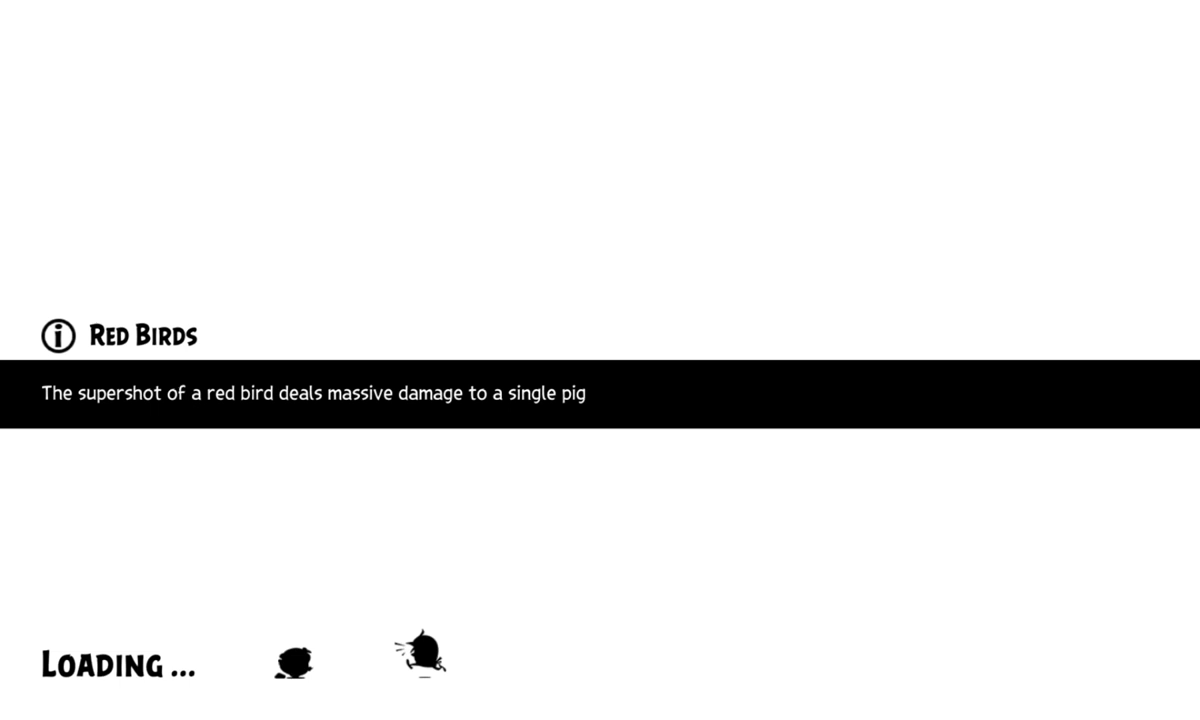 Red Birds
The supershot of a red bird deals massive damage to a single pig
Loading ...